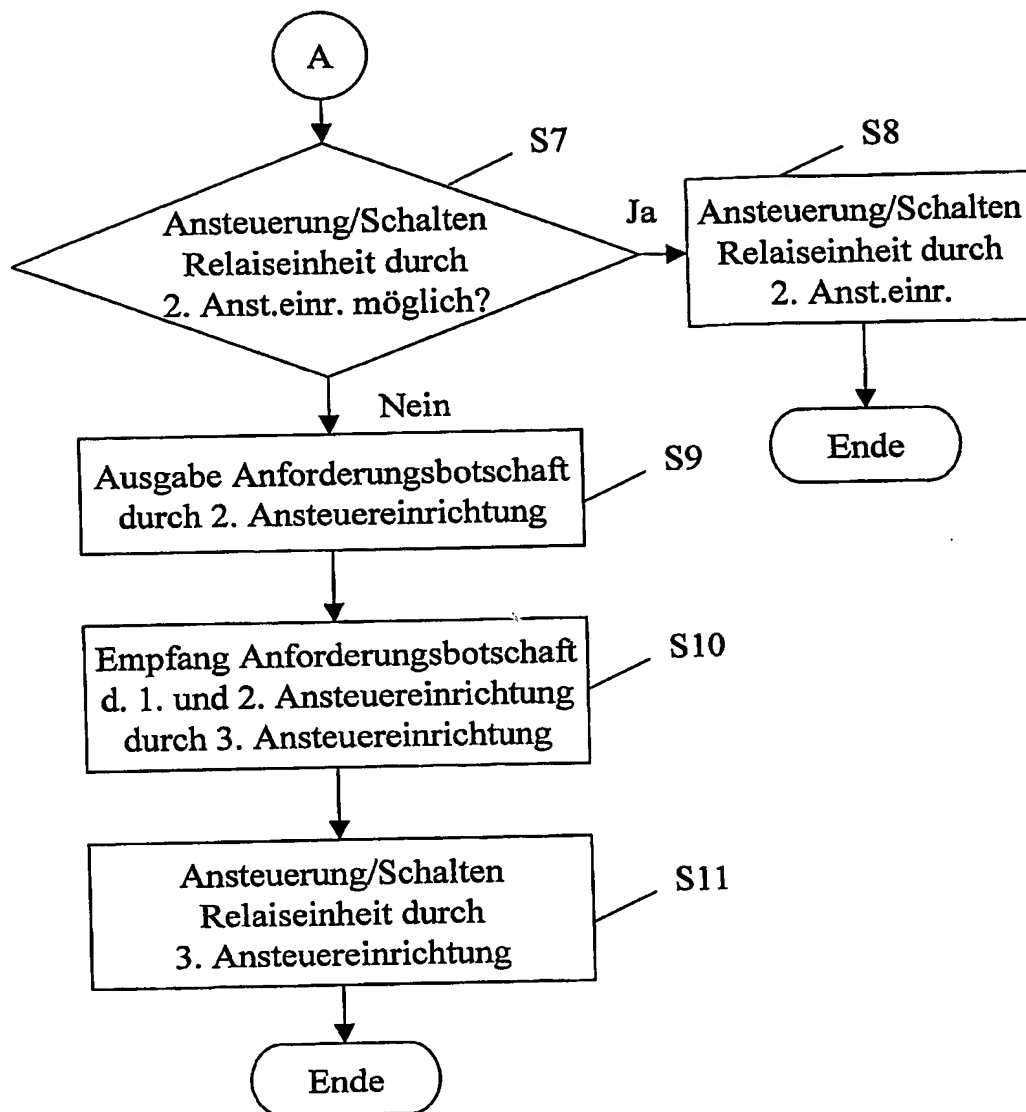 A
S7
Ansteuerung/Schalten
Relaiseinheit durch
2. Anst.einr. möglich?
Ja
S8
Ansteuerung/Schalten
Relaiseinheit durch
2. Anst.einr.
Ende
Nein
Ausgabe Anforderungsbotschaft
durch 2. Ansteuereinrichtung
S9
Empfang Anforderungsbotschaft
d. 1. und 2. Ansteuereinrichtung
durch 3. Ansteuereinrichtung
S10
Ansteuerung/Schalten
Relaiseinheit durch
3. Ansteuereinrichtung
S11
Ende